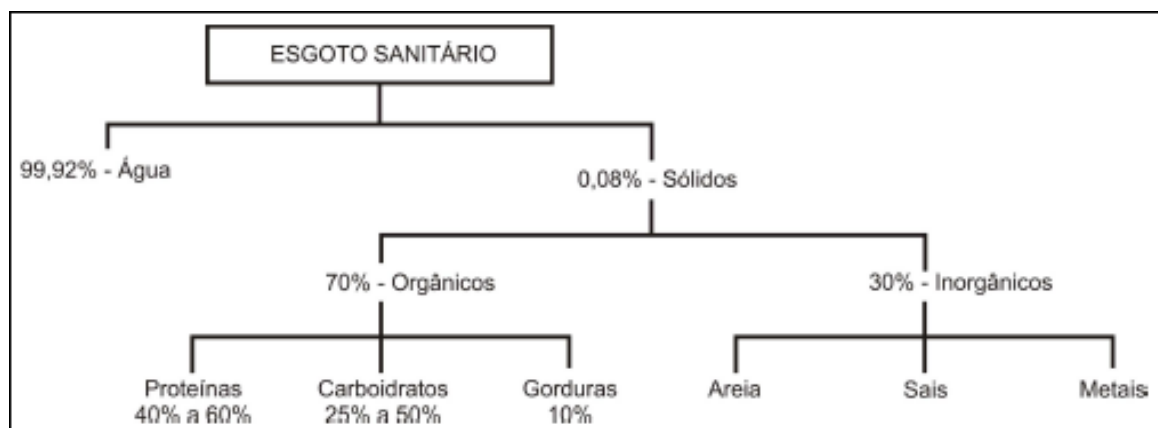 ESGOTO SANITÁRIO
99,92% - Água
0,08% - Sólidos
70% - Orgânicos
30% - Inorgânicos
Proteínas
40% a 60%
Carboidratos
25% a 50%
Gorduras
10%
Areia
Sais
Metais